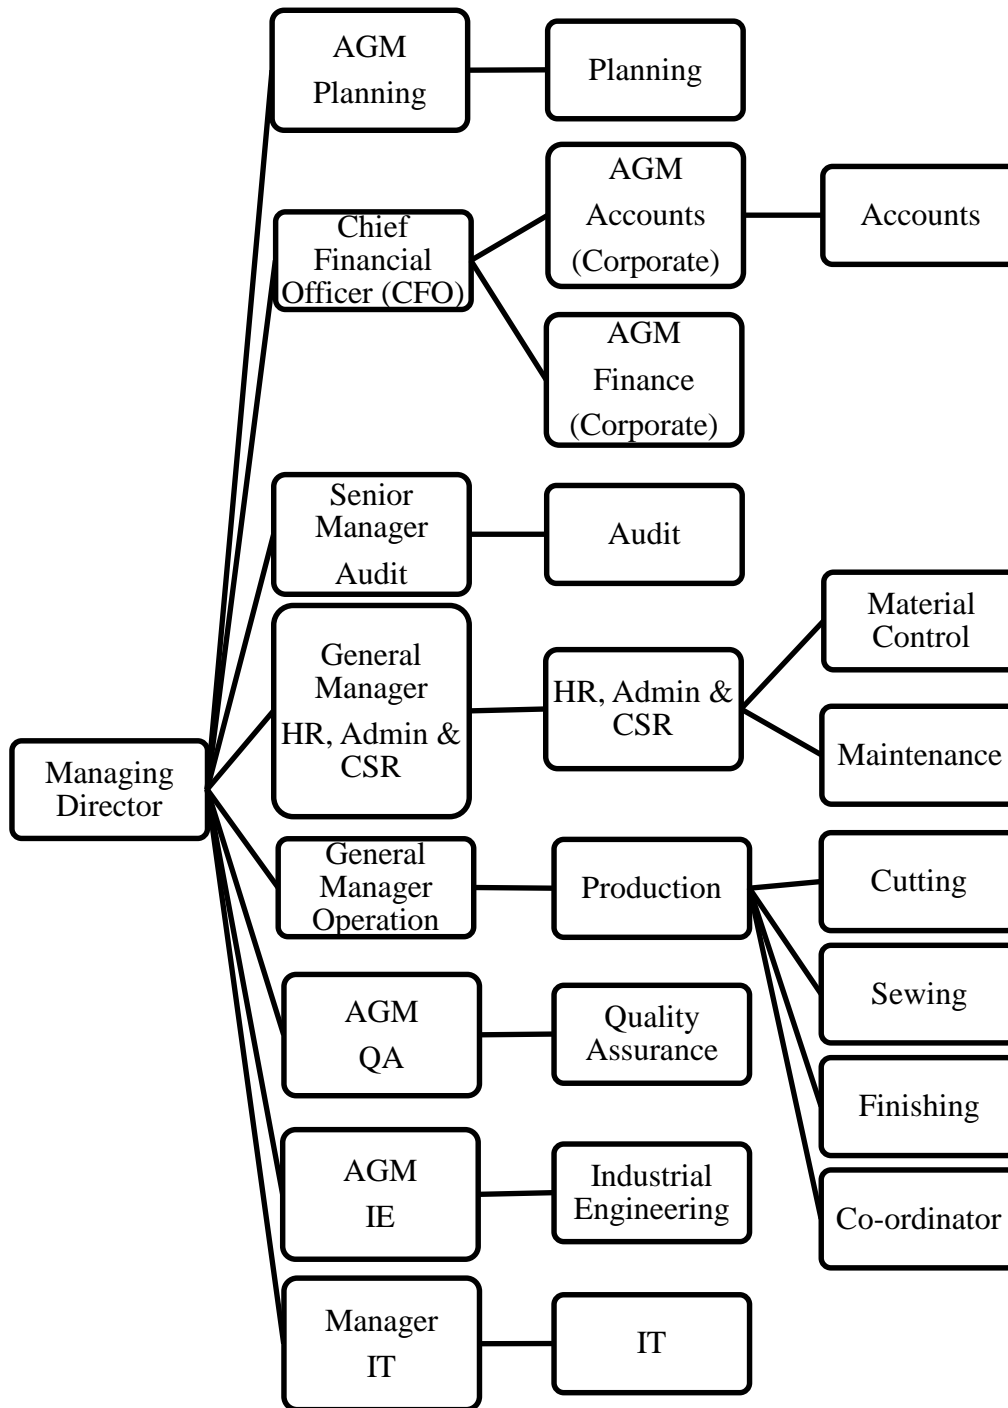 AGM
Planning
Planning
Chief
Financial
Officer (CFO)
AGM
Accounts
(Corporate)
Accounts
AGM
Finance
(Corporate)
Senior
Manager
Audit
Audit
General
Manager
HR, Admin &
CSR
HR, Admin &
CSR
Material
Control
Maintenance
Managing
Director
General
Manager
Operation
Production
Cutting
Sewing
Finishing
Co-ordinator
AGM
QA
Quality
Assurance
AGM
IE
Industrial
Engineering
Manager
IT
IT